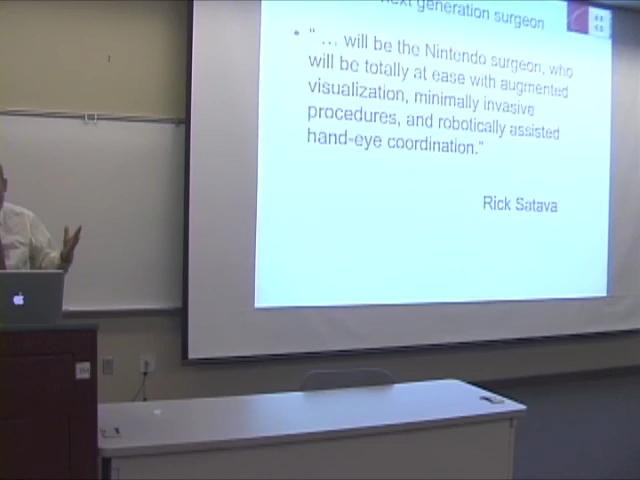 next generation surgeon
• " ... will be the Nintendo surgeon, who
will be totally at ease with augmented
visualization, minimally invasive
procedures, and robotically assisted
hand-eye coordination."
Rick Satava